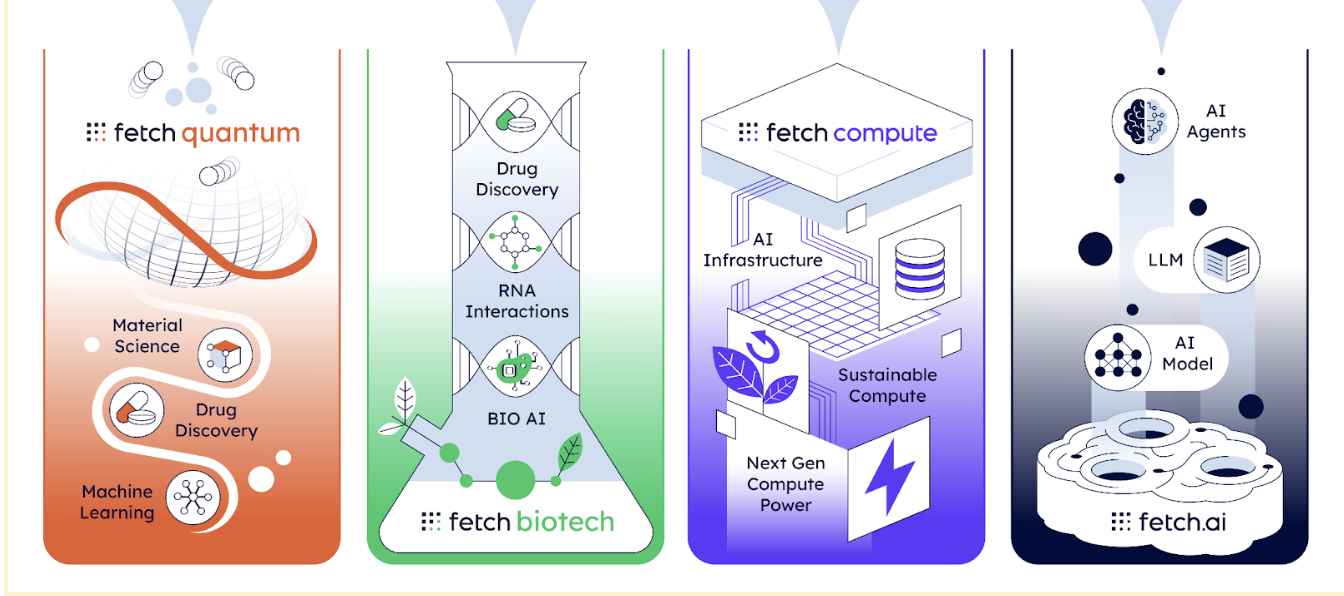 fetch quantum
Material
Science
Drug
Discovery
Machine
Learning
Drug
Discovery
RNA
Interactions
BIO AI
fetch biotech
fetch compute
AI
Infrastructure
Sustainable
Compute
Next Gen
Compute
Power
AI
Agents
LLM
AI
Model
fetch.ai